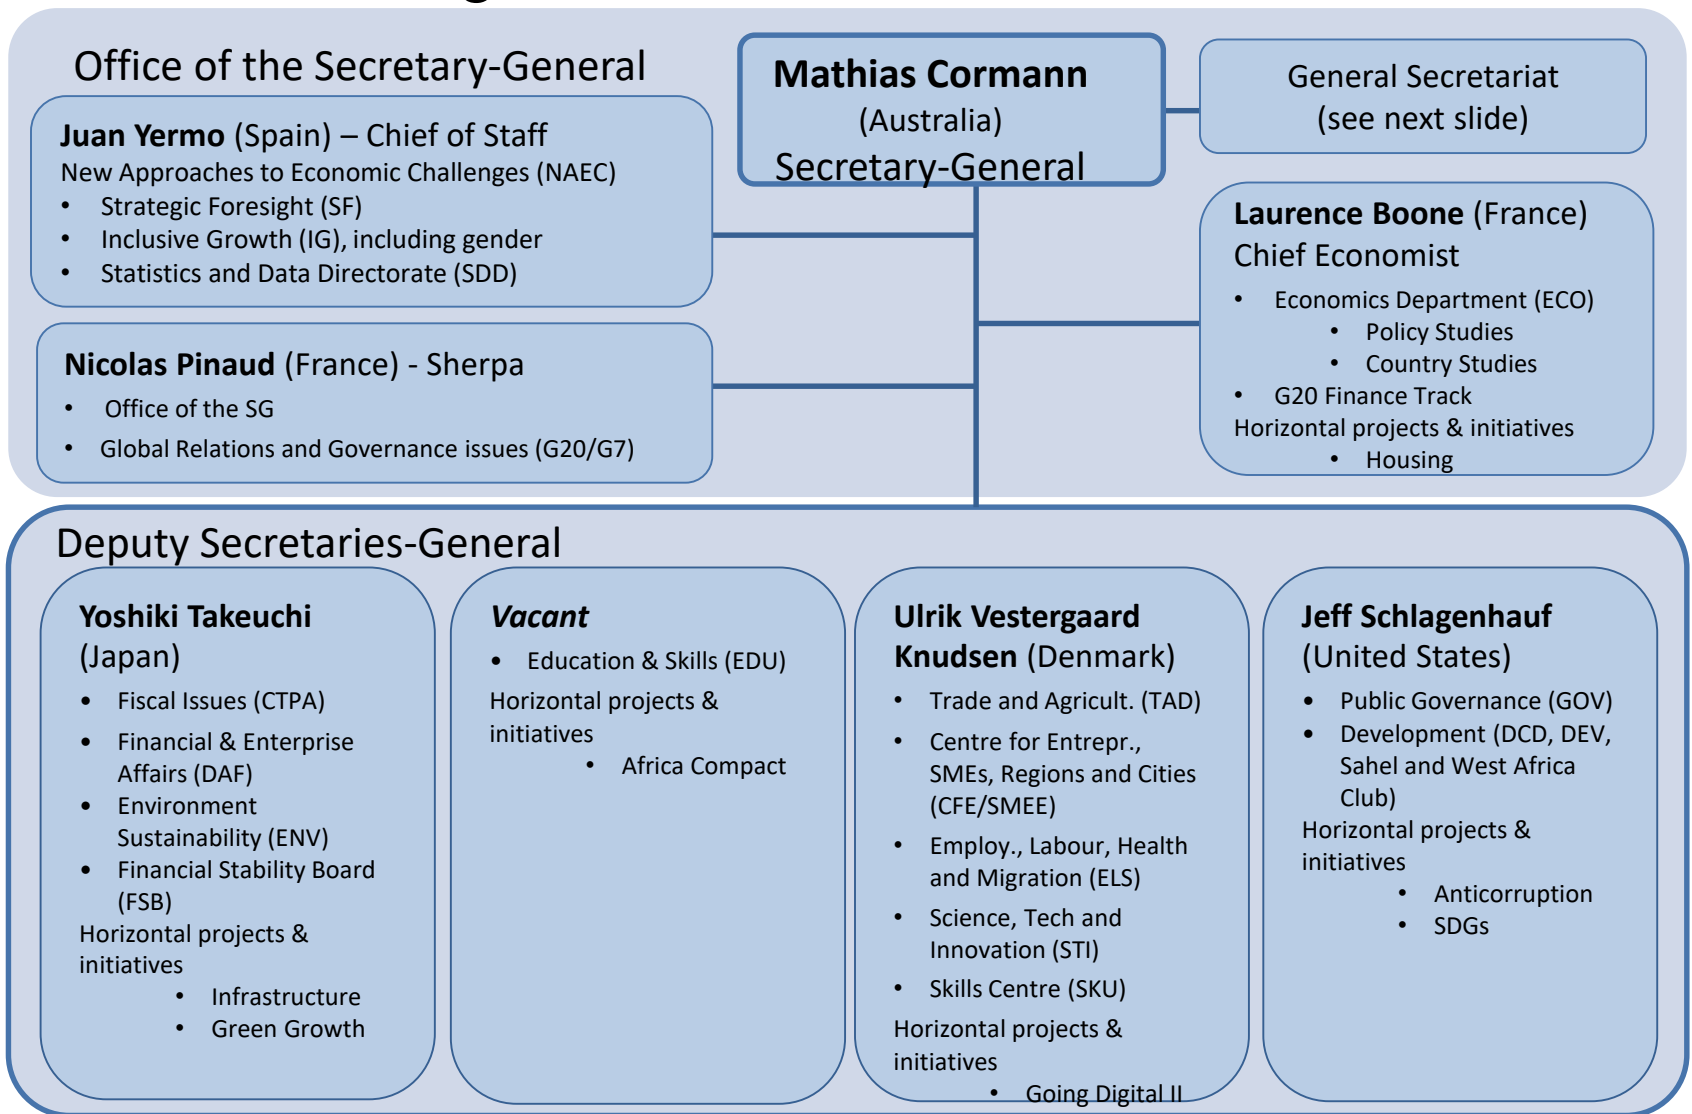 Office of the Secretary-General
Mathias Cormann
(Australia)
Secretary-General
General Secretariat
(see next slide)
Juan Yermo (Spain) – Chief of Staff
New Approaches to Economic Challenges (NAEC)
• Strategic Foresight (SF)
• Inclusive Growth (IG), including gender
• Statistics and Data Directorate (SDD)
Nicolas Pinaud (France) - Sherpa
• Office of the SG
• Global Relations and Governance issues (G20/G7)
Laurence Boone (France)
Chief Economist
• Economics Department (ECO)
• Policy Studies
• Country Studies
• G20 Finance Track
Horizontal projects & initiatives
• Housing
Deputy Secretaries-General
Yoshiki Takeuchi
(Japan)
• Fiscal Issues (CTPA)
• Financial & Enterprise
Affairs (DAF)
• Environment
Sustainability (ENV)
• Financial Stability Board
(FSB)
Horizontal projects &
initiatives
• Infrastructure
• Green Growth
Vacant
• Education & Skills (EDU)
Horizontal projects &
initiatives
• Africa Compact
Ulrik Vestergaard
Knudsen (Denmark)
• Trade and Agricult. (TAD)
• Centre for Entrepr.,
SMEs, Regions and Cities
(CFE/SMEE)
• Employ., Labour, Health
and Migration (ELS)
• Science, Tech and
Innovation (STI)
• Skills Centre (SKU)
Horizontal projects &
initiatives
• Going Digital II
Jeff Schlagenhauf
(United States)
• Public Governance (GOV)
• Development (DCD, DEV,
Sahel and West Africa
Club)
Horizontal projects &
initiatives
• Anticorruption
• SDGs